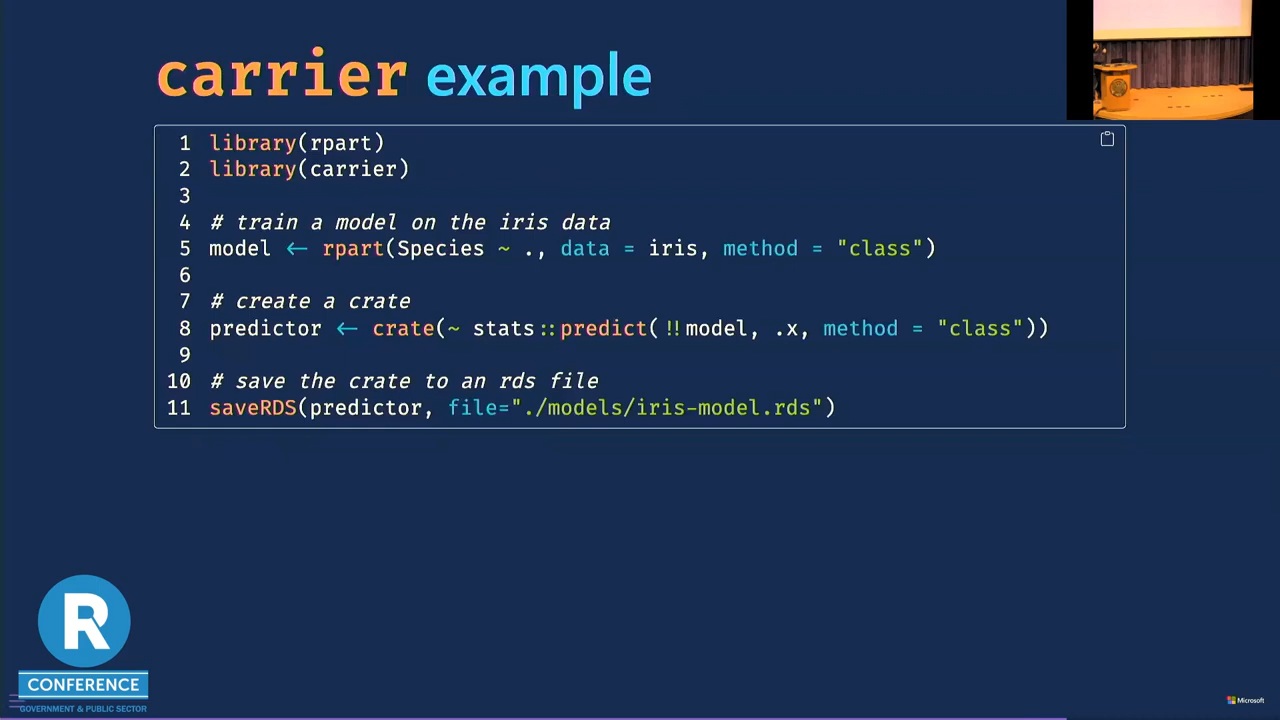 carrier example
1 library(rpart)
2 library(carrier)
3
4 # train a model on the iris data
5 model <- rpart(Species ~ ., data = iris, method = "class")
6
7 # create a crate
8 predictor <- crate(~ stats::predict(!!model, .x, method = "class"))
9
10 # save the crate to an rds file
11 saveRDS(predictor, file="./models/iris-model.rds")
R
CONFERENCE
GOVERNMENT & PUBLIC SECTOR
Microsoft